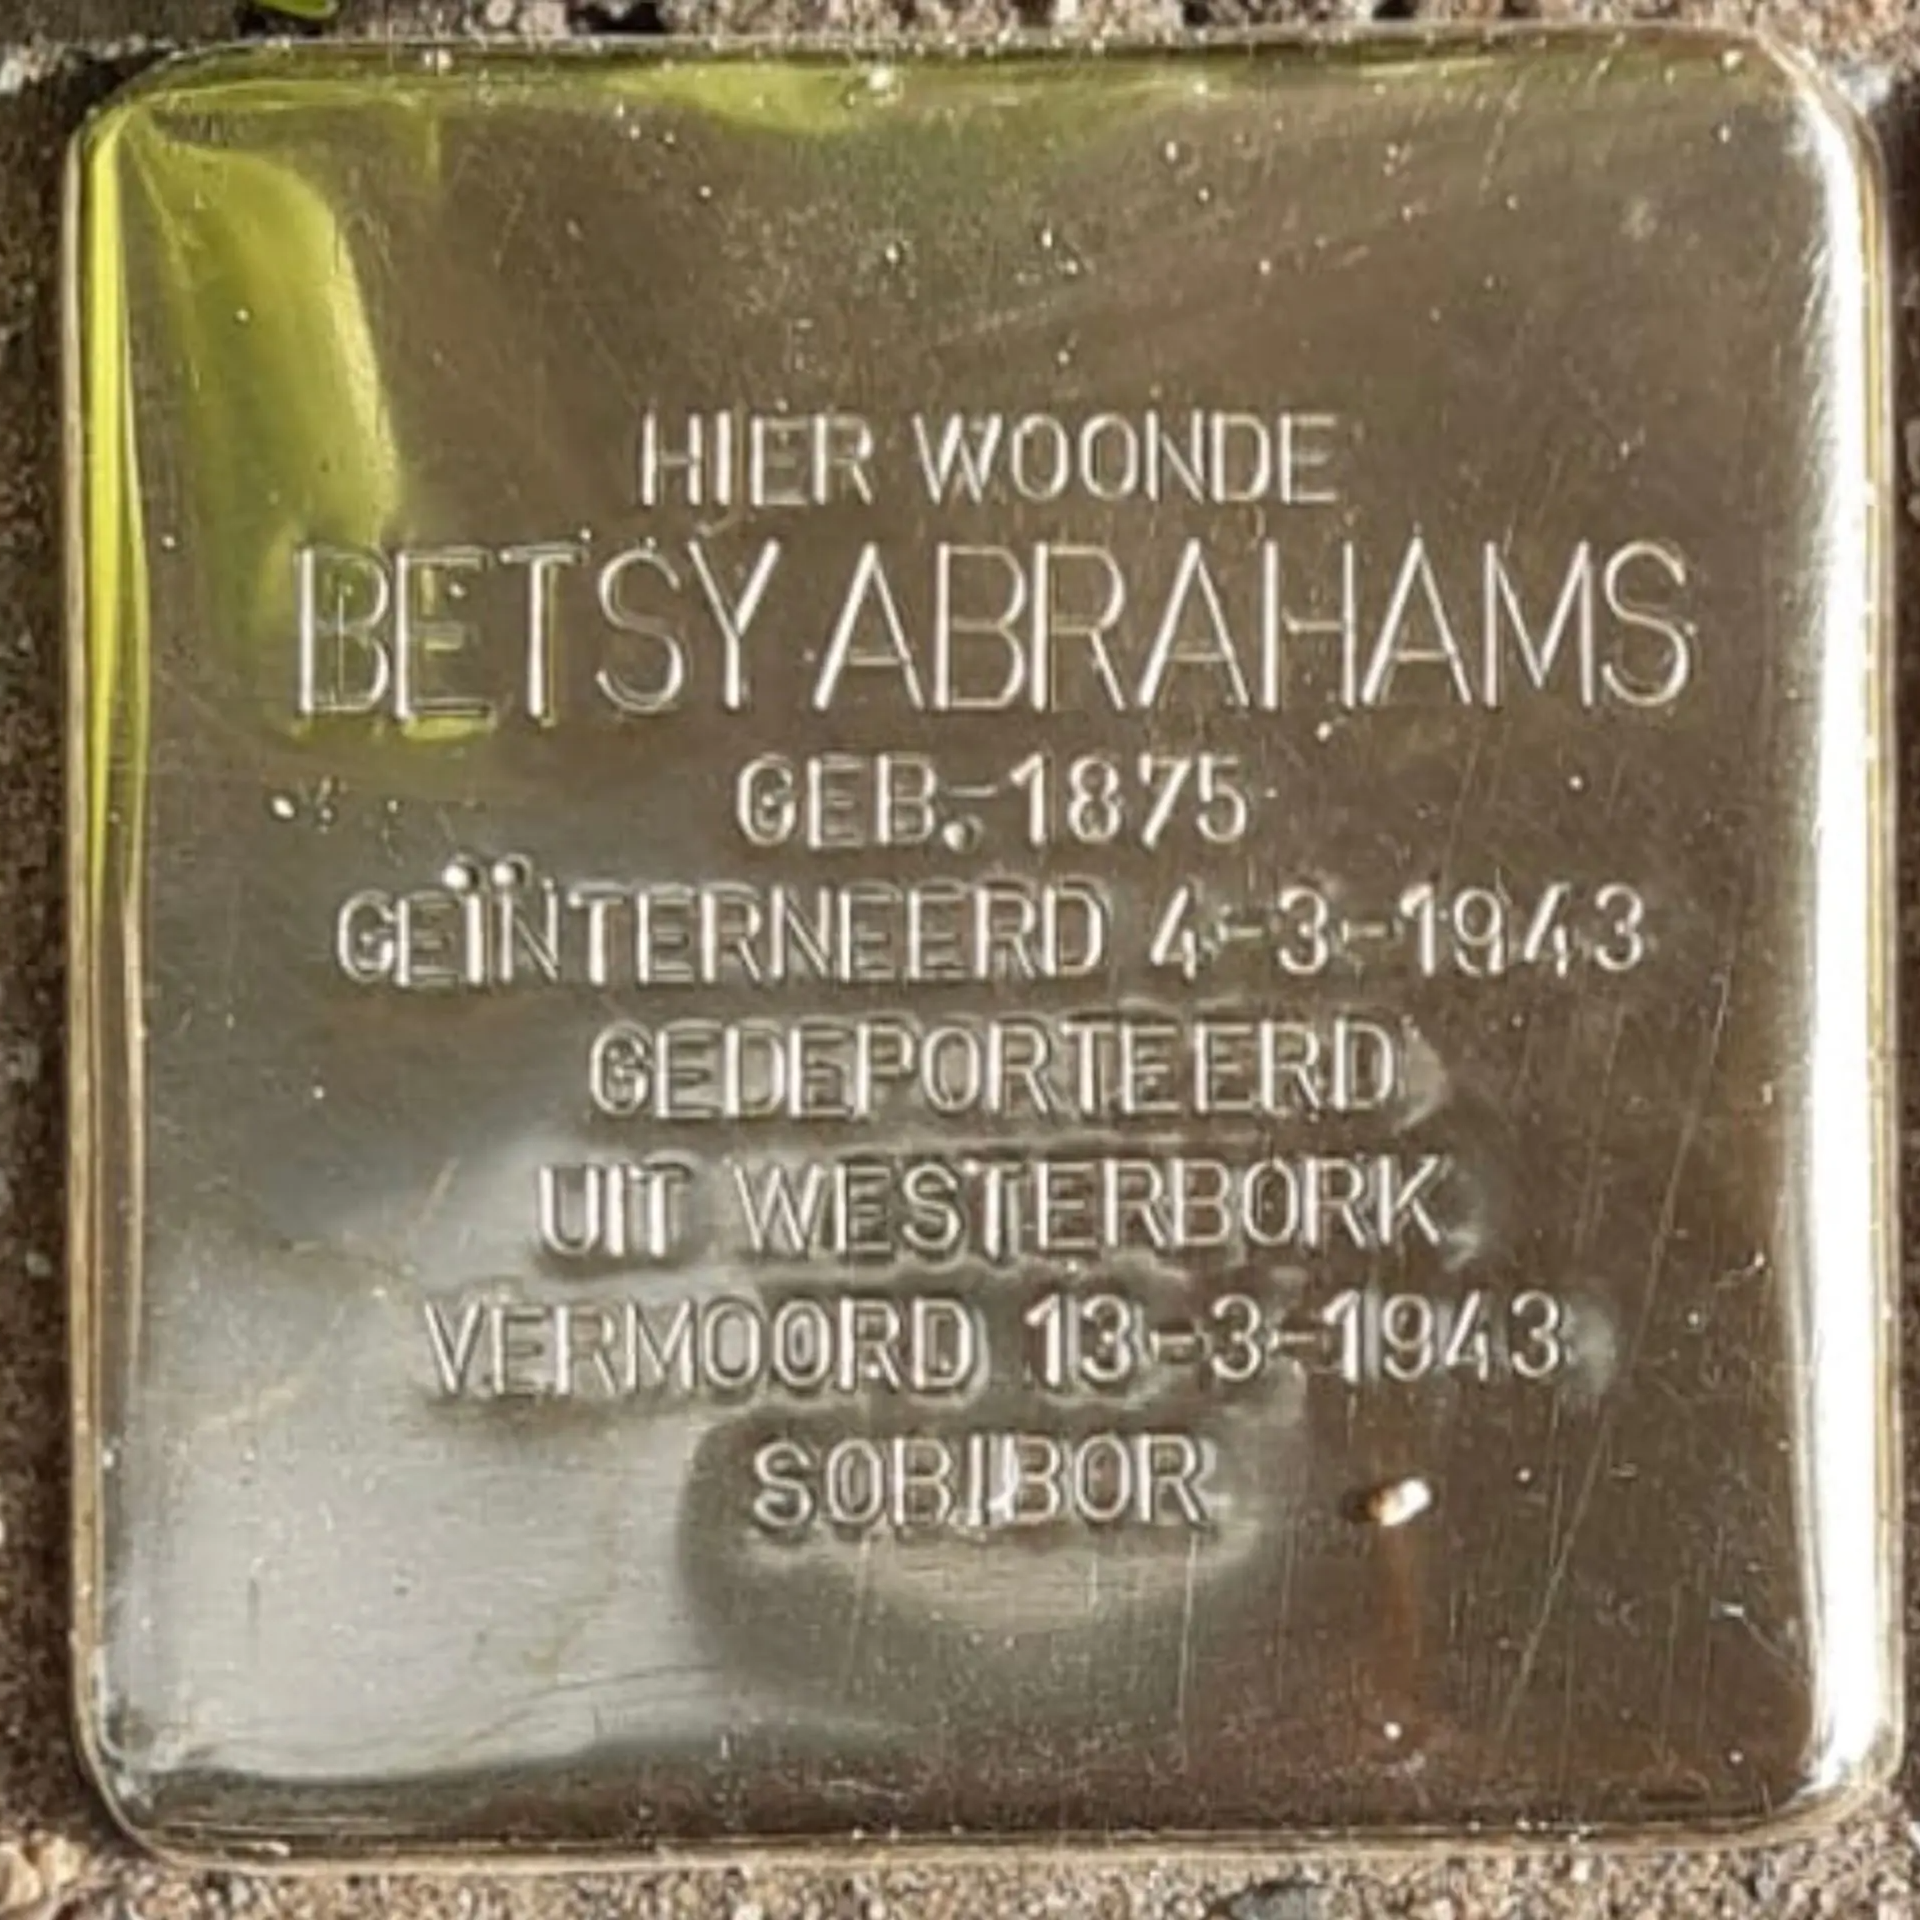 HIER WOONDE
BETSY ABRAHAMS
GEB. 1875
GEÏNTERNEERD 4-3-1943
GEDEPORTEERD
UIT WESTERBORK
VERMOORD 13-3-1943
SOBIBOR